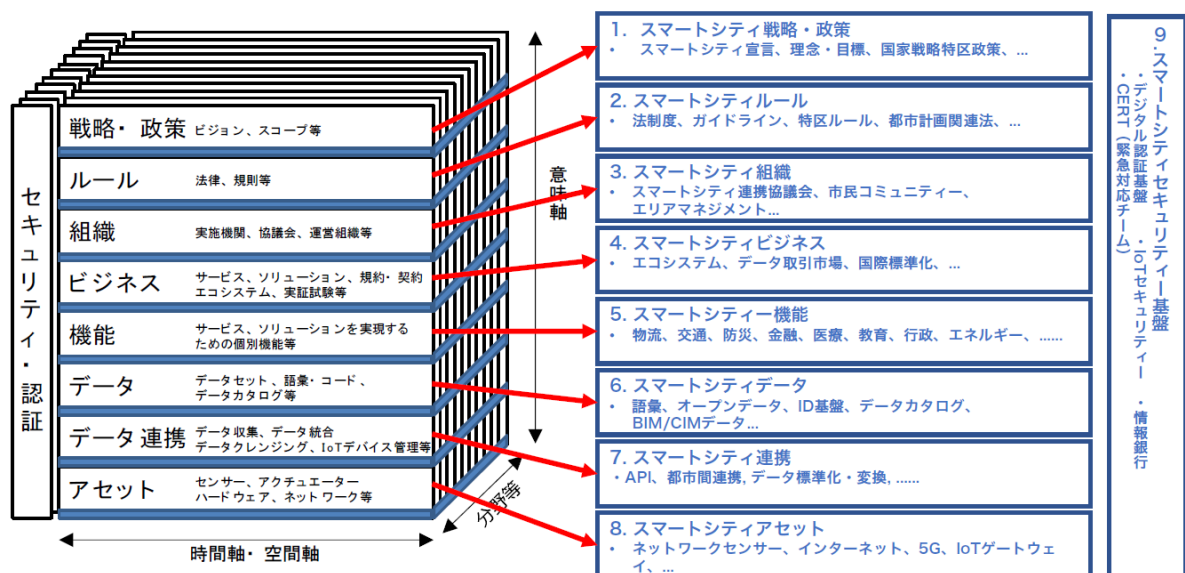 セキュリティ・認証
戦略・政策 ビジョン、スコープ等
ルール 法律、規則等
組織 実施機関、協議会、運営組織等
ビジネス サービス、ソリューション、規約・契約
エコシステム、実証試験等
機能 サービス、ソリューションを実現する
ための個別機能等
データ データセット、語彙・コード、
データカタログ等
データ連携 データ収集、データ統合
データクレンジング、IoTデバイス管理等
アセット センサー、アクチュエーター
ハードウェア、ネットワーク等
時間軸・空間軸
分野等
意味軸
1. スマートシティ戦略・政策
・ スマートシティ宣言、理念・目標、国家戦略特区政策、...
2. スマートシティルール
・ 法制度、ガイドライン、特区ルール、都市計画関連法、...
3. スマートシティ組織
・ スマートシティ連携協議会、市民コミュニティー、
エリアマネジメント...
4. スマートシティビジネス
・ エコシステム、データ取引市場、国際標準化、...
5. スマートシティー機能
・ 物流、交通、防災、金融、医療、教育、行政、エネルギー、......
6. スマートシティデータ
・ 語彙、オープンデータ、ID基盤、データカタログ、
BIM/CIMデータ...
7. スマートシティ連携
・API、都市間連携, データ標準化・変換, ......
8. スマートシティアセット
・ ネットワークセンサー、インターネット、5G、IoTゲートウェ
イ、...
9.スマートシティセキュリティー基盤
・デジタル認証基盤 ・IoTセキュリティー ・情報銀行
・CERT（緊急対応チーム）